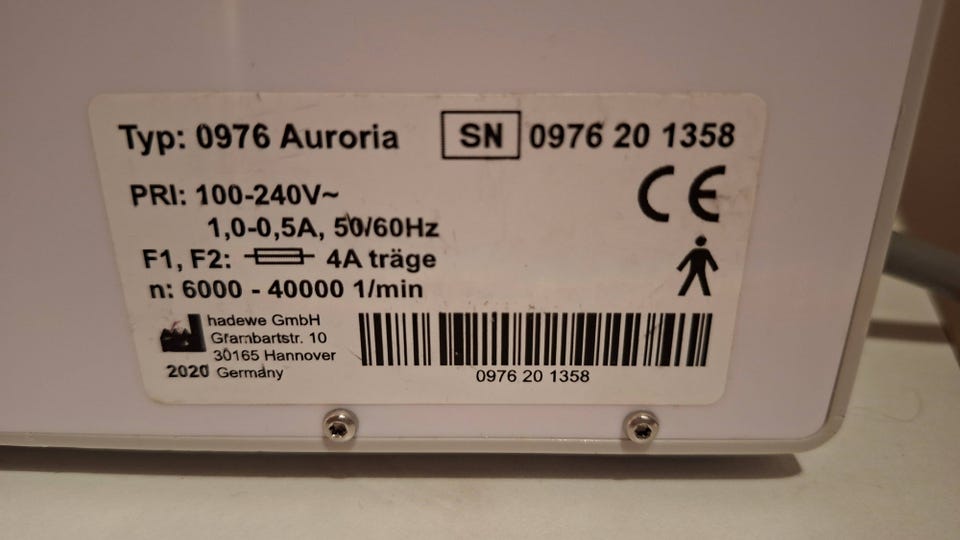 Typ: 0976 Auroria SN 0976 20 1358
PRI: 100-240V~
1,0-0,5A, 50/60Hz
F1, F2: 4A träge
n: 6000 - 40000 1/min
hadewe GmbH
Grambartstr. 10
30165 Hannover
2020 Germany
0976 20 1358
CE